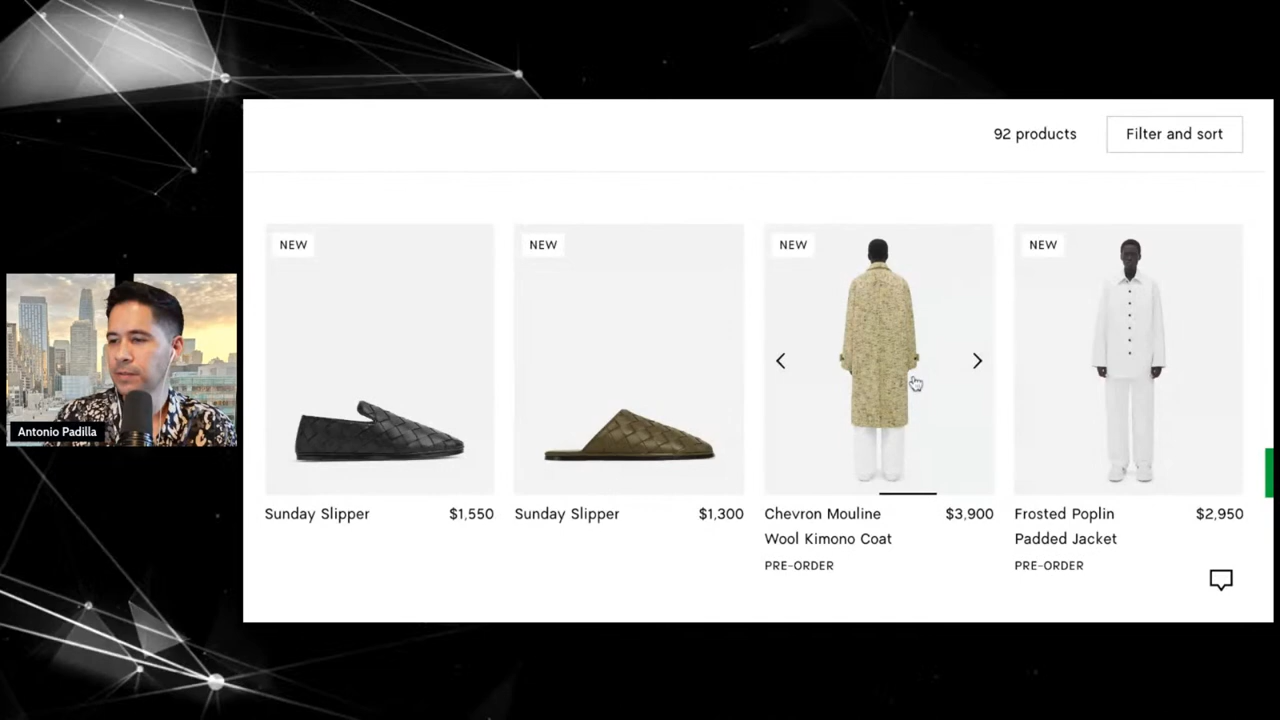 92 products
Filter and sort
NEW
NEW
NEW
NEW
Antonio Padilla
Sunday Slipper
$1,550
Sunday Slipper
$1,300
Chevron Mouline
Wool Kimono Coat
$3,900
PRE-ORDER
Frosted Poplin
Padded Jacket
$2,950
PRE-ORDER